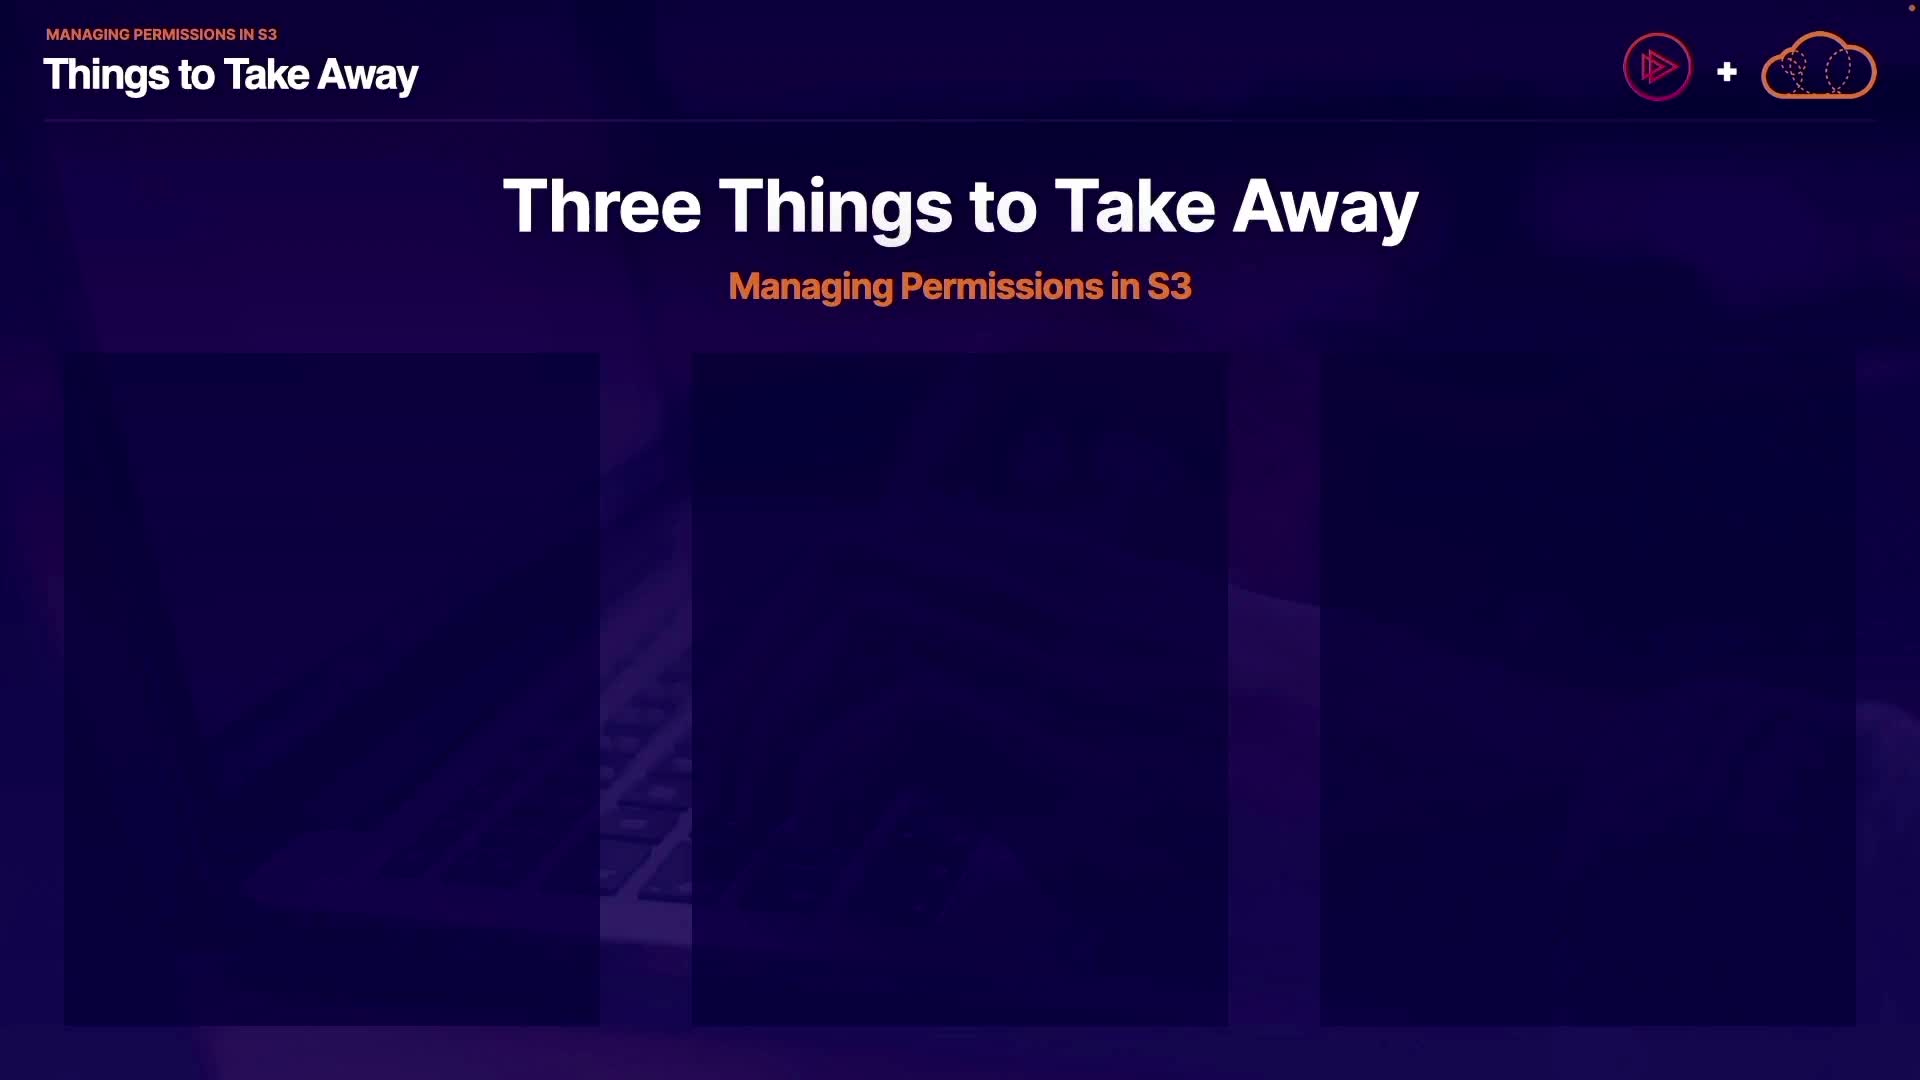 MANAGING PERMISSIONS IN S3
Things to Take Away
Three Things to Take Away
Managing Permissions in S3